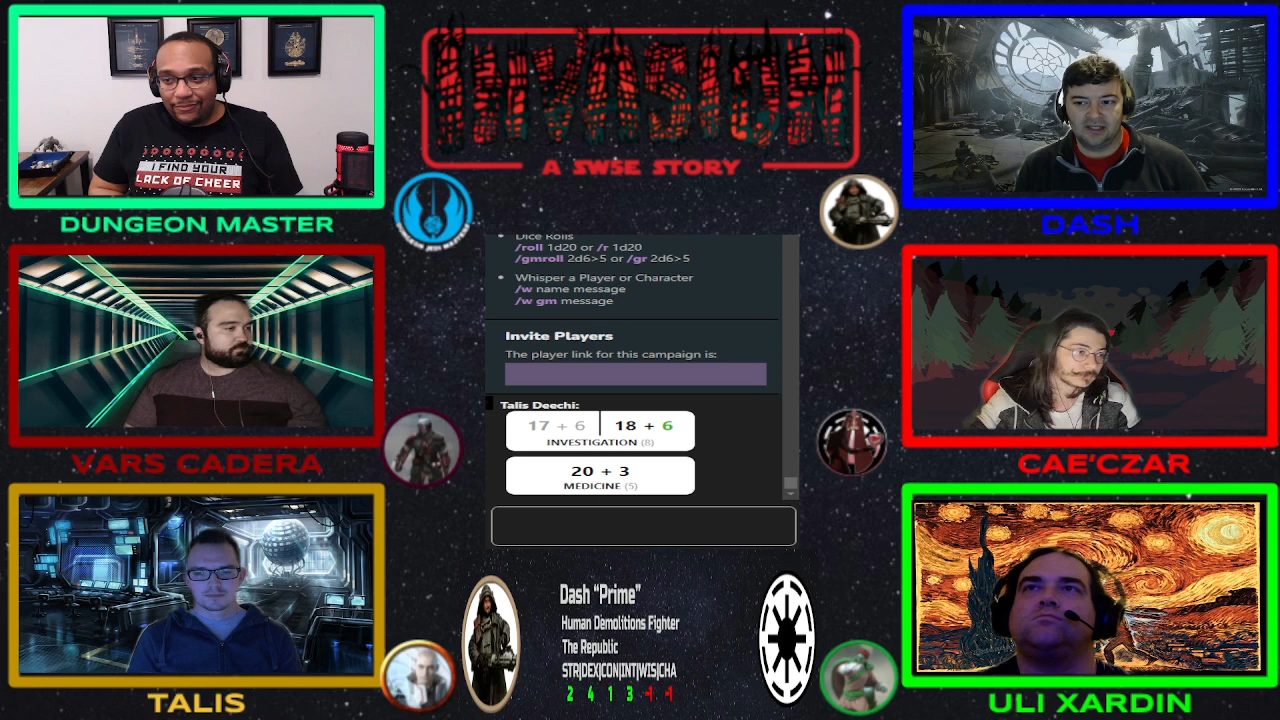 INVASION
A SWSE STORY
I FIND YOUR
LACK OF CHEER
DUNGEON MASTER
DASH
VARS CADERA
CAE'CZAR
TALIS
ULI XARDIN
Dice Rolls
/roll 1d20 or /r 1d20
/gmroll 2d6>5 or /gr 2d6>5
Whisper a Player or Character
/w name message
/w gm message
Invite Players
The player link for this campaign is:
Talis Deechi:
17 + 6 | 18 + 6
INVESTIGATION (8)
20 + 3
MEDICINE (5)
Dash “Prime”
Human Demolitions Fighter
The Republic
STR|DEX|CON|INT|WIS|CHA
2 4 1 3 -1 -1